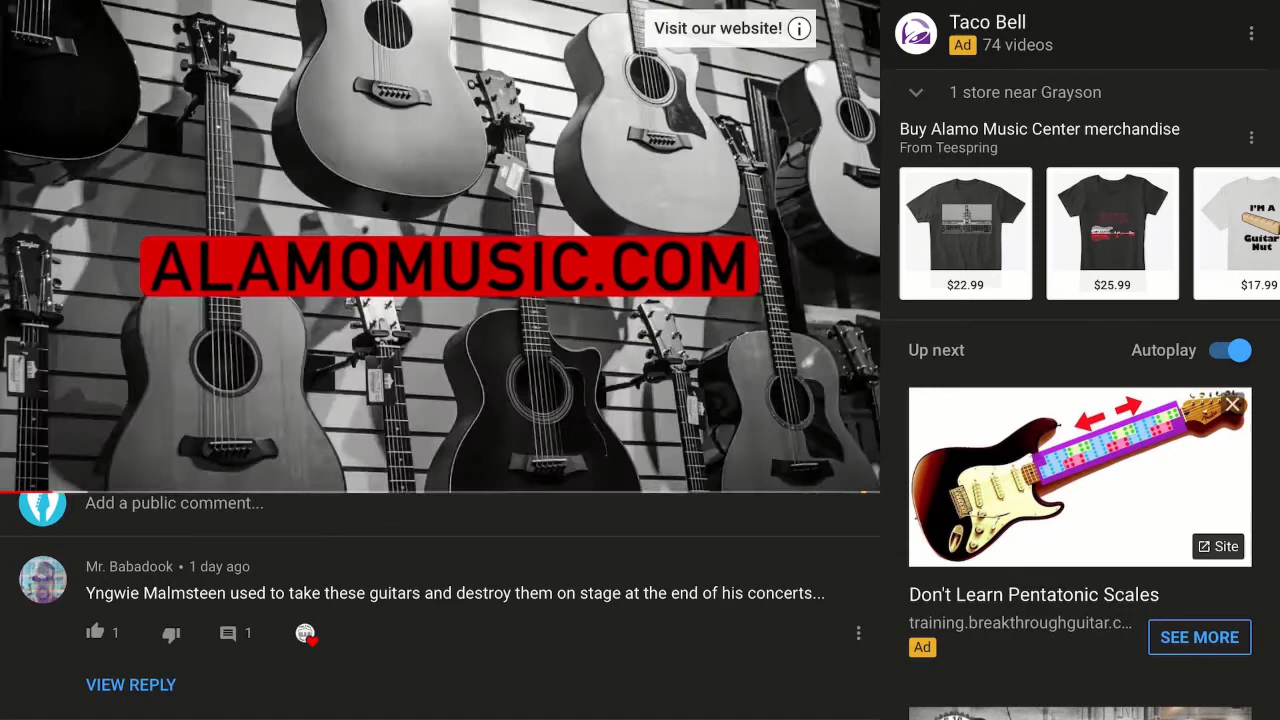 Visit our website!
ALAMOMUSIC.COM
Add a public comment...
Mr. Babadook • 1 day ago
Yngwie Malmsteen used to take these guitars and destroy them on stage at the end of his concerts...
1
1
VIEW REPLY
Taco Bell
Ad 74 videos
1 store near Grayson
Buy Alamo Music Center merchandise
From Teespring
I'M A
Guitar
Nut
$22.99
$25.99
$17.99
Up next
Autoplay
Site
Don't Learn Pentatonic Scales
training.breakthroughguitar.c...
Ad
SEE MORE